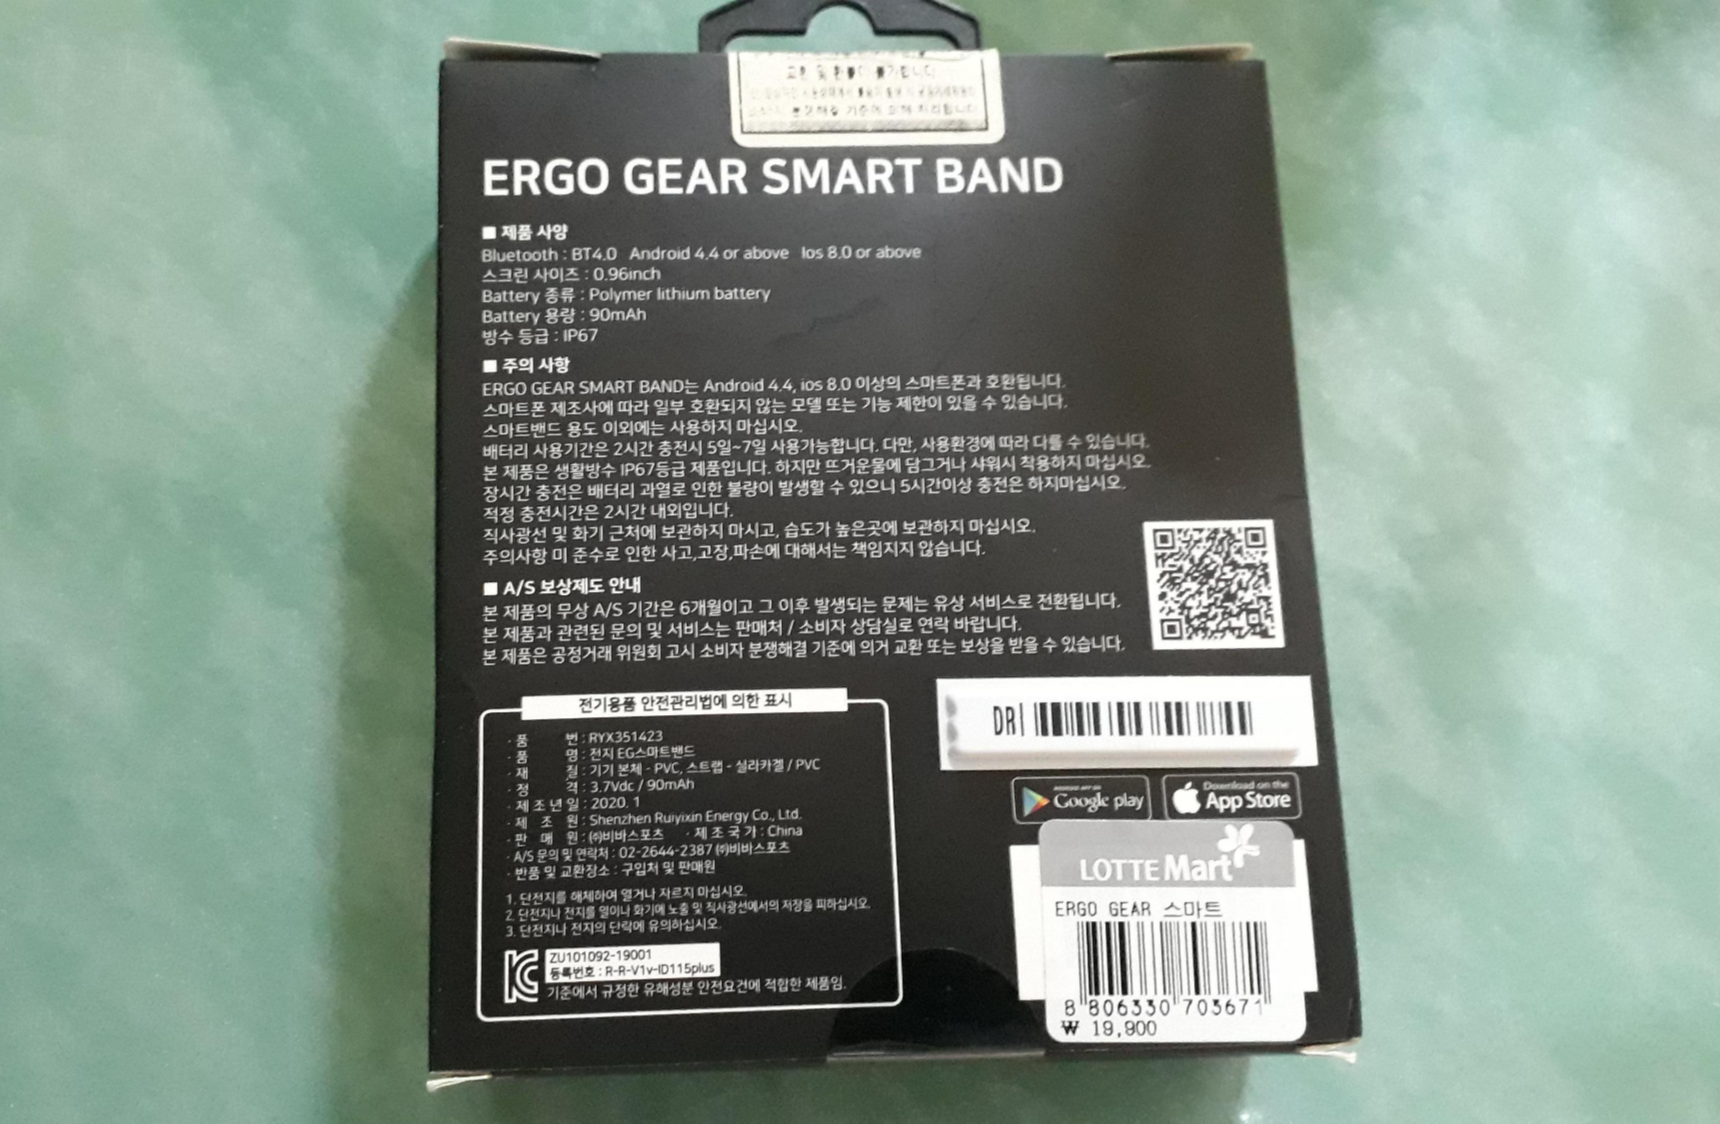 교환 및 환불이 불가합니다
분쟁해결 기준에 의해 처리합니다
ERGO GEAR SMART BAND
■ 제품 사양
Bluetooth : BT4.0 Android 4.4 or above Ios 8.0 or above
스크린 사이즈 : 0.96inch
Battery 종류 : Polymer lithium battery
Battery 용량 : 90mAh
방수 등급 : IP67
■ 주의 사항
ERGO GEAR SMART BAND는 Android 4.4, ios 8.0 이상의 스마트폰과 호환됩니다.
스마트폰 제조사에 따라 일부 호환되지 않는 모델 또는 기능 제한이 있을 수 있습니다.
스마트밴드 용도 이외에는 사용하지 마십시오.
배터리 사용기간은 2시간 충전시 5일~7일 사용가능합니다. 다만, 사용환경에 따라 다를 수 있습니다.
본 제품은 생활방수 IP67등급 제품입니다. 하지만 뜨거운물에 담그거나 샤워시 착용하지 마십시오.
장시간 충전은 배터리 과열로 인한 불량이 발생할 수 있으니 5시간이상 충전은 하지마십시오.
적정 충전시간은 2시간 내외입니다.
직사광선 및 화기 근처에 보관하지 마시고, 습도가 높은곳에 보관하지 마십시오.
주의사항 미 준수로 인한 사고,고장,파손에 대해서는 책임지지 않습니다.
■ A/S 보상제도 안내
본 제품의 무상 A/S 기간은 6개월이고 그 이후 발생되는 문제는 유상 서비스로 전환됩니다.
본 제품과 관련된 문의 및 서비스는 판매처 / 소비자 상담실로 연락 바랍니다.
본 제품은 공정거래 위원회 고시 소비자 분쟁해결 기준에 의거 교환 또는 보상을 받을 수 있습니다.
전기용품 안전관리법에 의한 표시
· 품 번 : RYX351423
· 품 명 : 전지 EG스마트밴드
· 재 질 : 기기 본체 - PVC, 스트랩 - 실라카겔 / PVC
· 정 격 : 3.7Vdc / 90mAh
· 제 조 년 일 : 2020. 1
· 제 조 원 : Shenzhen Ruiyixin Energy Co., Ltd.
· 판 매 원 : ㈜비바스포츠 · 제 조 국 가 : China
· A/S 문의 및 연락처 : 02-2644-2387 ㈜비바스포츠
· 반품 및 교환장소 : 구입처 및 판매원
1. 단전지를 해체하여 열거나 자르지 마십시오.
2. 단전지나 전지를 열이나 화기에 노출 및 직사광선에서의 저장을 피하십시오.
3. 단전지나 전지의 단락에 유의하십시오.
ZU101092-19001
등록번호 : R-R-V1v-ID115plus
기준에서 규정한 유해성분 안전요건에 적합한 제품임.
DR
ANDROID APP ON
Google play
Download on the
App Store
LOTTE Mart
ERGO GEAR 스마트
8 806330 703671
₩ 19,900